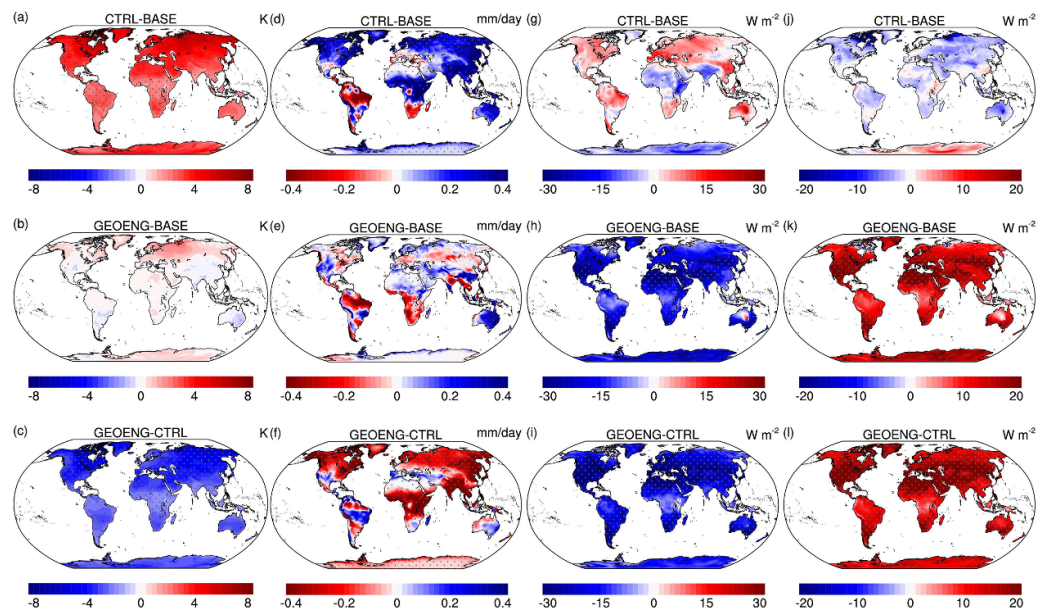 (a) CTRL-BASE K (d) CTRL-BASE mm/day (g) CTRL-BASE W m-2 (j) CTRL-BASE W m-2
-8 -4 0 4 8 -0.4 -0.2 0 0.2 0.4 -30 -15 0 15 30 -20 -10 0 10 20
(b) GEOENG-BASE K (e) GEOENG-BASE mm/day (h) GEOENG-BASE W m-2 (k) GEOENG-BASE W m-2
-8 -4 0 4 8 -0.4 -0.2 0 0.2 0.4 -30 -15 0 15 30 -20 -10 0 10 20
(c) GEOENG-CTRL K (f) GEOENG-CTRL mm/day (i) GEOENG-CTRL W m-2 (l) GEOENG-CTRL W m-2
-8 -4 0 4 8 -0.4 -0.2 0 0.2 0.4 -30 -15 0 15 30 -20 -10 0 10 20